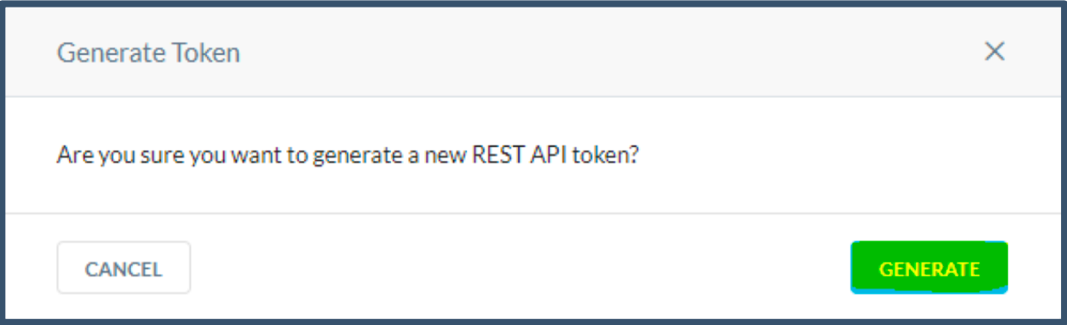 Generate Token
Are you sure you want to generate a new REST API token?
CANCEL
GENERATE